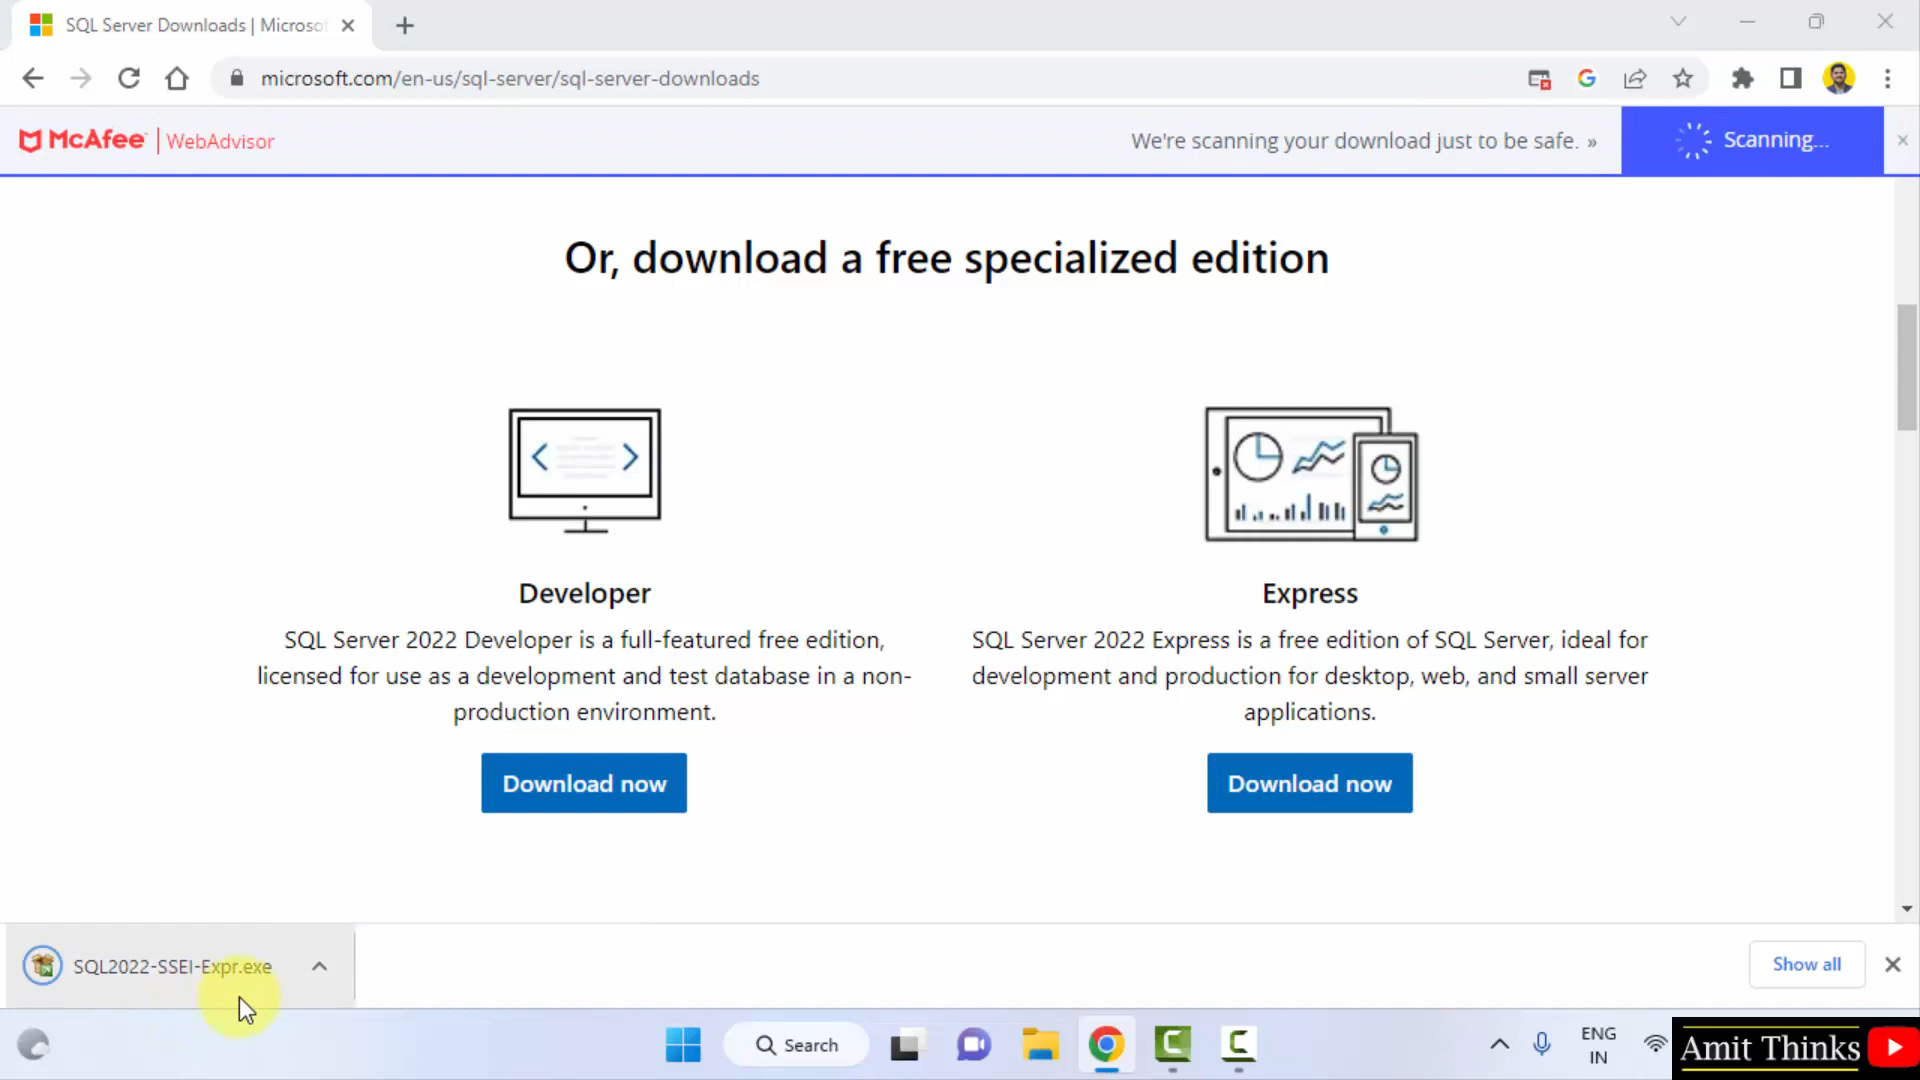 SQL Server Downloads | Microso
microsoft.com/en-us/sql-server/sql-server-downloads
McAfee | WebAdvisor
We're scanning your download just to be safe. »
Scanning...
Or, download a free specialized edition
Developer
SQL Server 2022 Developer is a full-featured free edition,
licensed for use as a development and test database in a non-
production environment.
Download now
Express
SQL Server 2022 Express is a free edition of SQL Server, ideal for
development and production for desktop, web, and small server
applications.
Download now
SQL2022-SSEI-Expr.exe
Show all
Search
ENG
IN
Amit Thinks